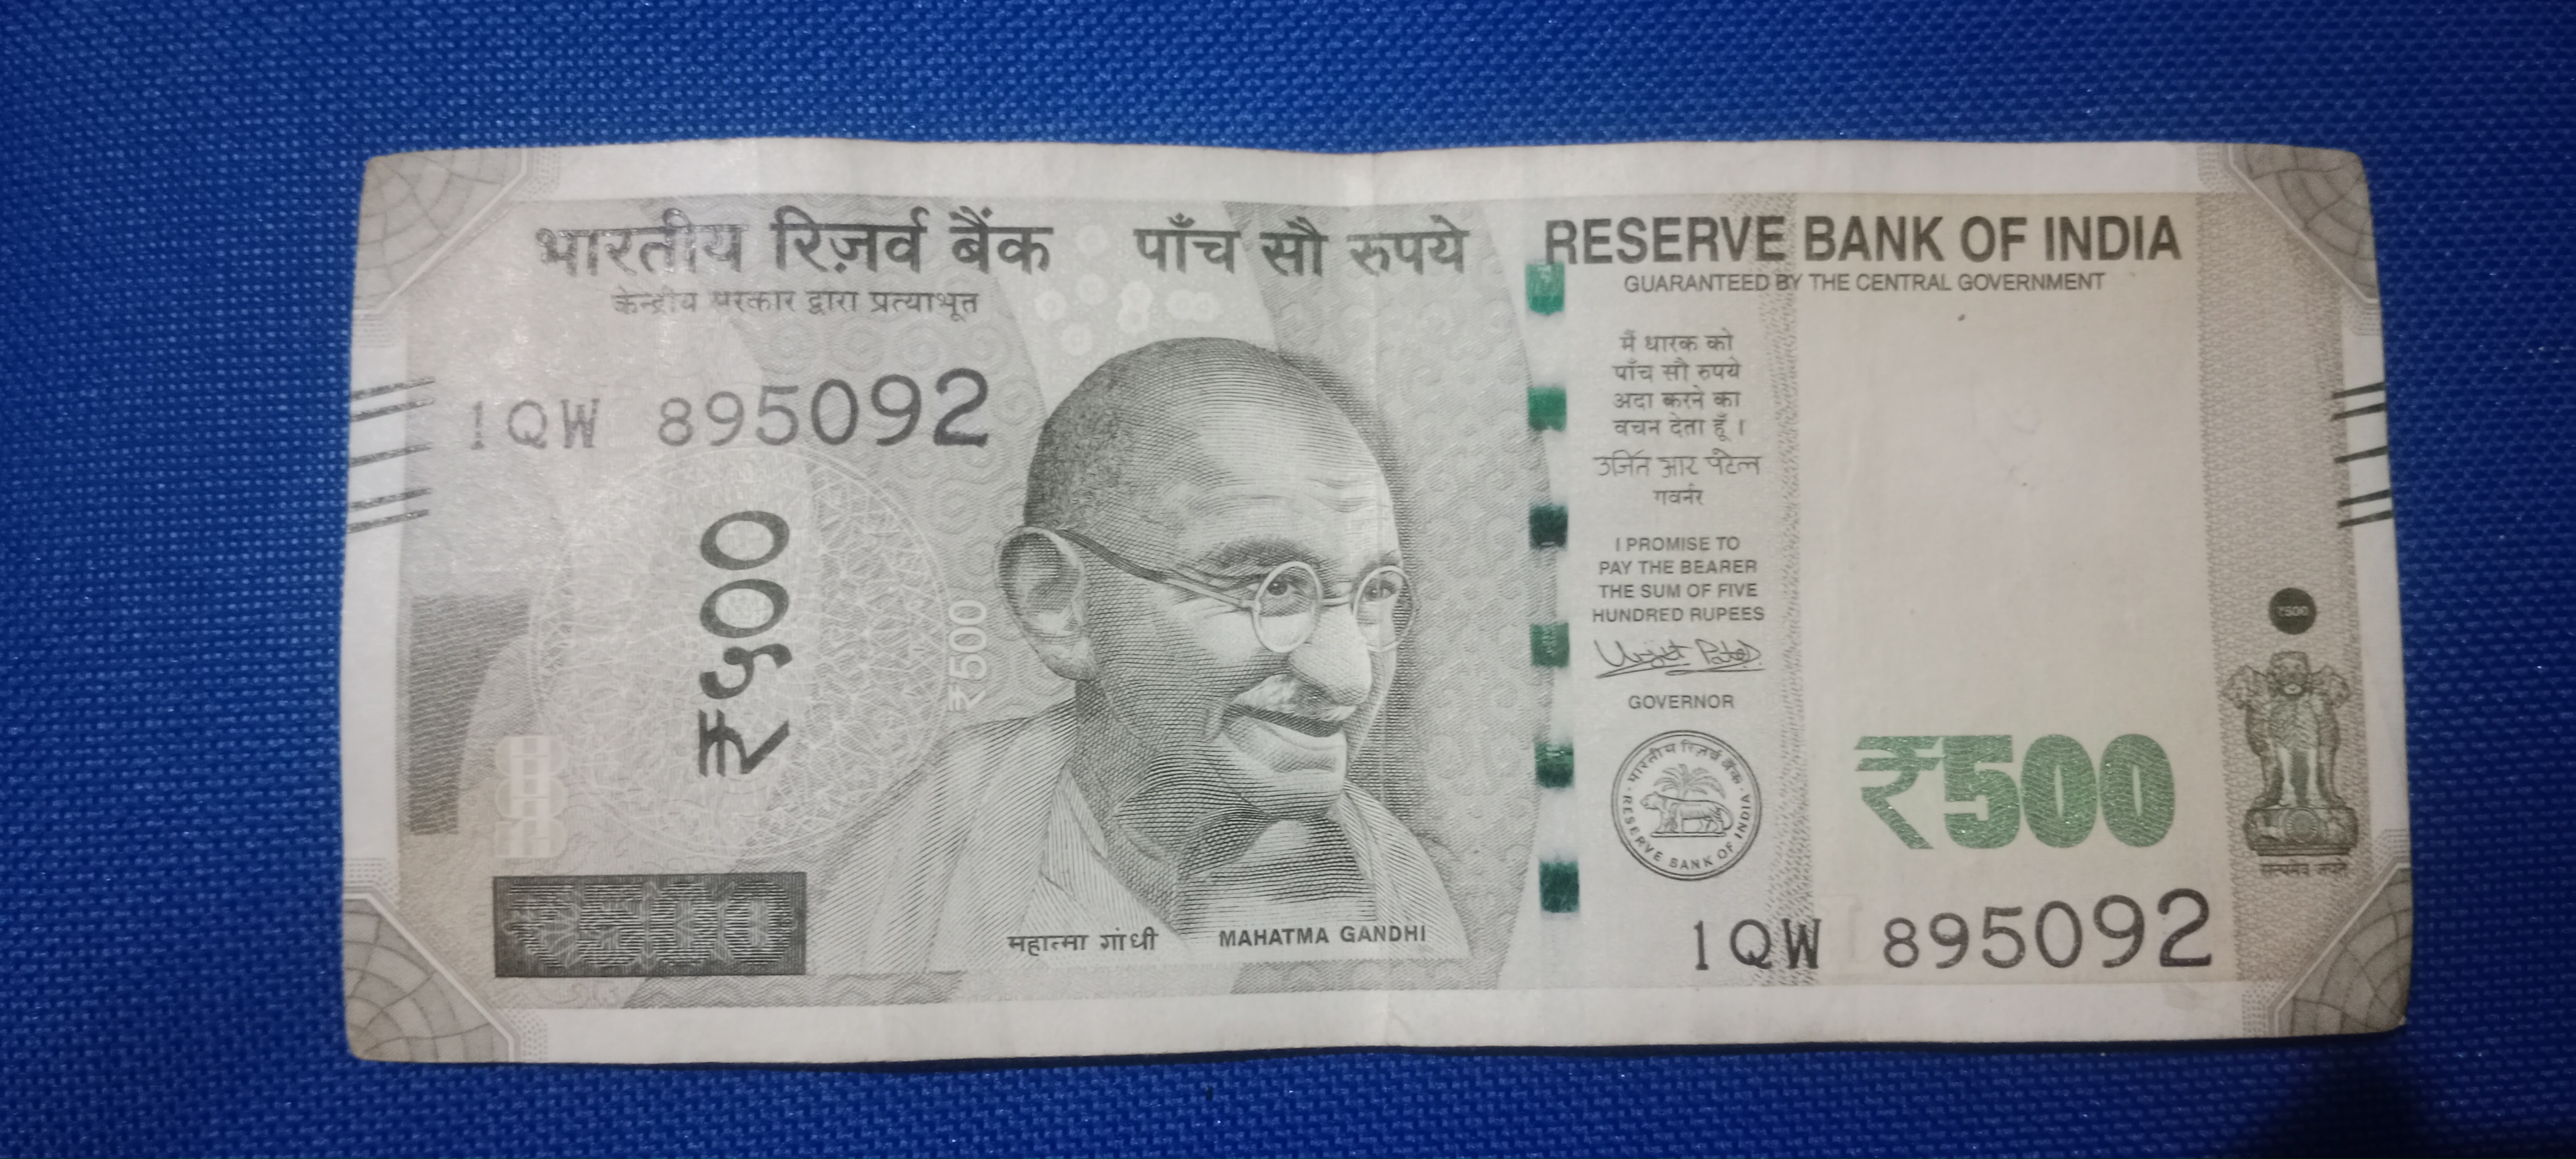 भारतीय रिज़र्व बैंक
केन्द्रीय सरकार द्वारा प्रत्याभूत
पाँच सौ रुपये
RESERVE BANK OF INDIA
GUARANTEED BY THE CENTRAL GOVERNMENT
1QW 895092
₹५00
₹500
₹500
महात्मा गांधी
MAHATMA GANDHI
मैं धारक को
पाँच सौ रुपये
अदा करने का
वचन देता हूँ ।
उर्जित आर पटेल
गवर्नर
I PROMISE TO
PAY THE BEARER
THE SUM OF FIVE
HUNDRED RUPEES
Urjit Patel
GOVERNOR
भारतीय रिज़र्व बैंक
RESERVE BANK OF INDIA
₹500
₹500
सत्यमेव जयते
1QW 895092